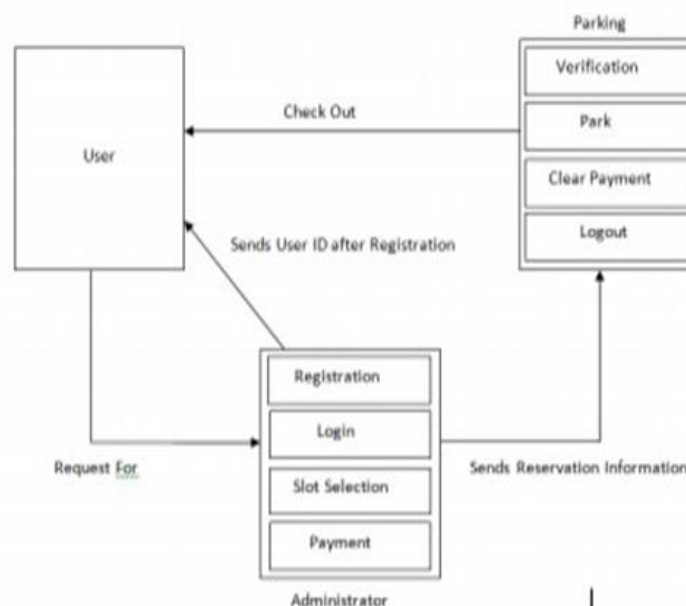 Parking
Verification
Park
Clear Payment
Logout
Check Out
User
Sends User ID after Registration
Registration
Login
Slot Selection
Payment
Administrator
Request For
Sends Reservation Information